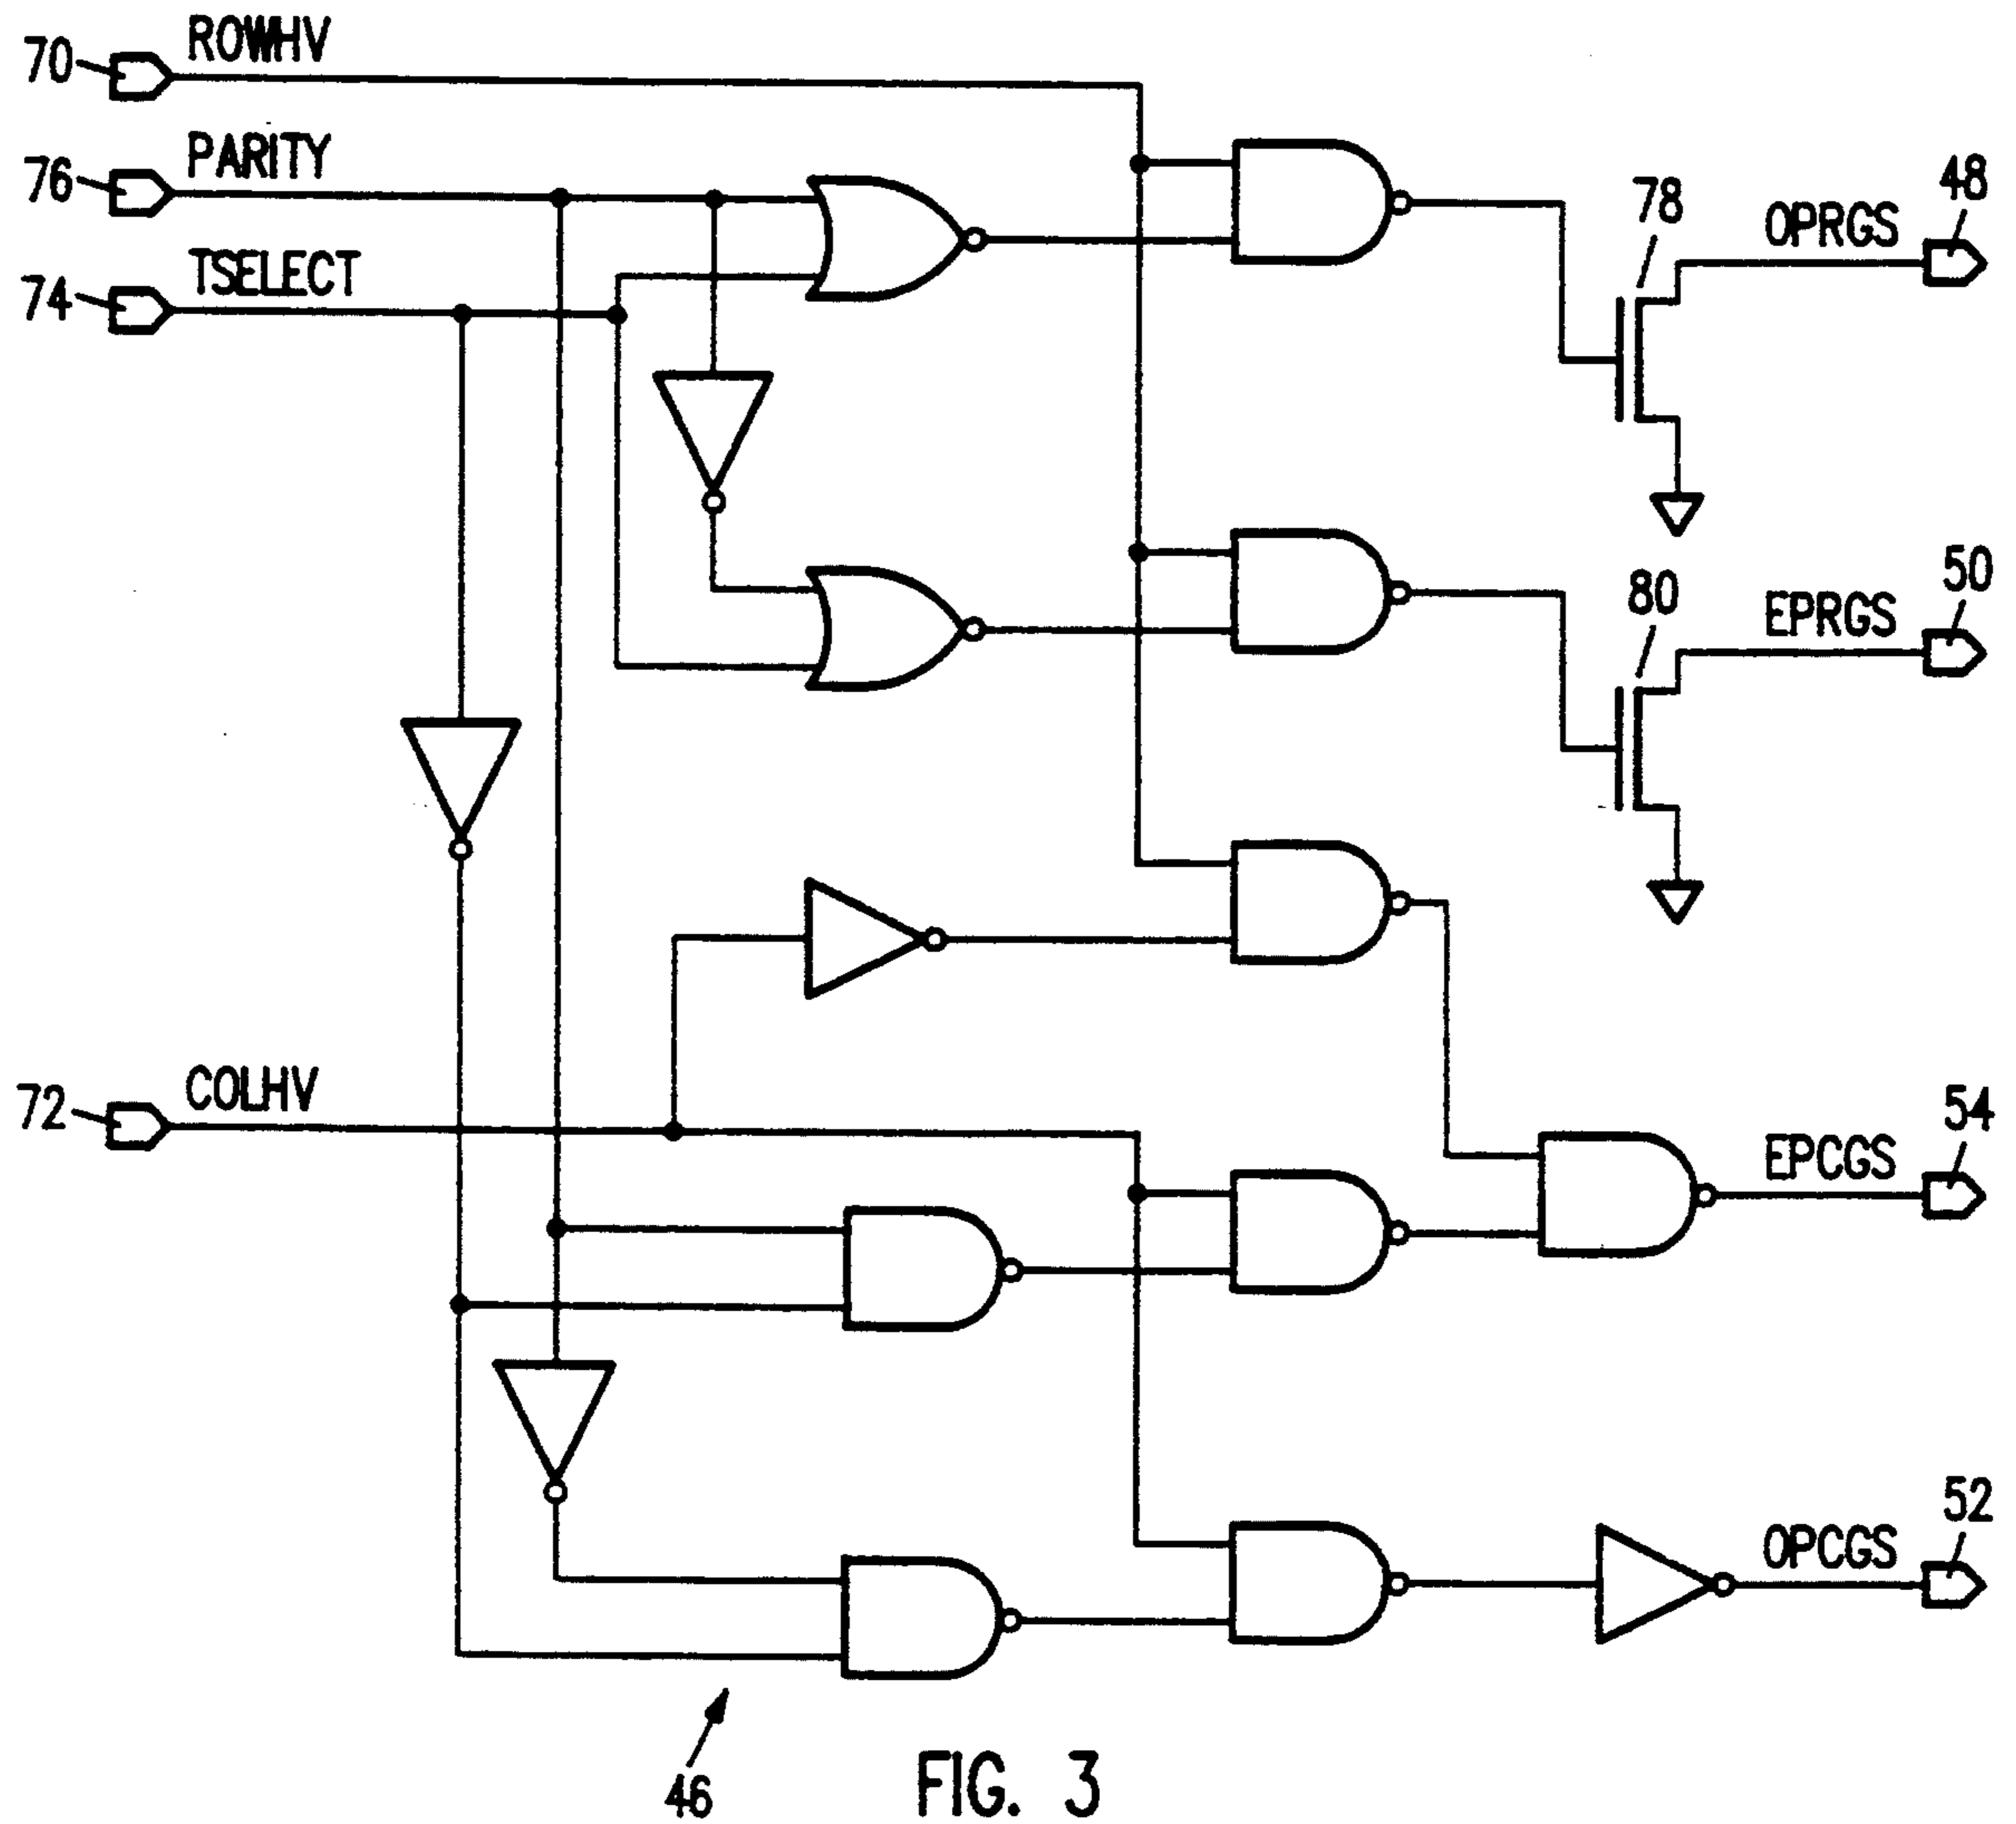 70 ROWHV
76 PARITY
74 TSELECT
78
OPRGS 48
80
EPRGS 50
72 COLHV
EPCGS 54
OPCGS 52
46
FIG. 3